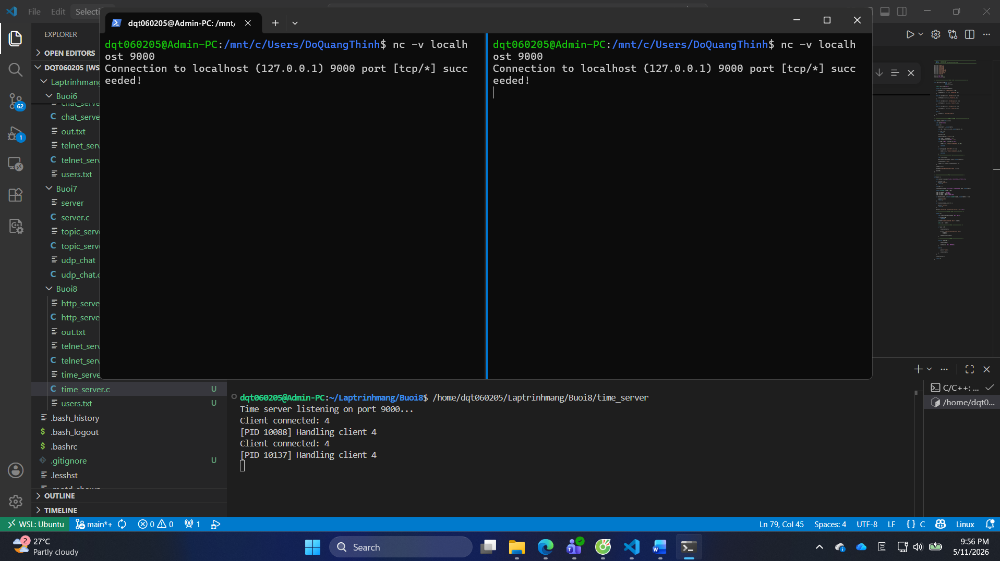 File Edit Selecti
dqt060205@Admin-PC: /mnt/
EXPLORER
OPEN EDITORS
DQT060205 [WS
Laptrinhmang
Buoi6
chat_serve
out.txt
telnet_serv
telnet_serv
users.txt
Buoi7
server
server.c
topic_serv
topic_serv
udp_chat
udp_chat.c
Buoi8
http_serve
http_serve
out.txt
telnet_serv
telnet_serv
time_serve
time_server.c U
users.txt U
.bash_history
.bash_logout
.bashrc
.gitignore U
.lesshst
OUTLINE
TIMELINE
62
1
dqt060205@Admin-PC:/mnt/c/Users/DoQuangThinh$ nc -v localh
ost 9000
Connection to localhost (127.0.0.1) 9000 port [tcp/*] succ
eeded!
dqt060205@Admin-PC:/mnt/c/Users/DoQuangThinh$ nc -v localh
ost 9000
Connection to localhost (127.0.0.1) 9000 port [tcp/*] succ
eeded!
dqt060205@Admin-PC:~/Laptrinhmang/Buoi8$ /home/dqt060205/Laptrinhmang/Buoi8/time_server
Time server listening on port 9000...
Client connected: 4
[PID 10088] Handling client 4
Client connected: 4
[PID 10137] Handling client 4
C/C++: ...
/home/dqt0...
WSL: Ubuntu main*+ 0 0 1
Ln 79, Col 45 Spaces: 4 UTF-8 LF {} C Linux
2
27°C
Partly cloudy
Search
E
9:56 PM
5/11/2026